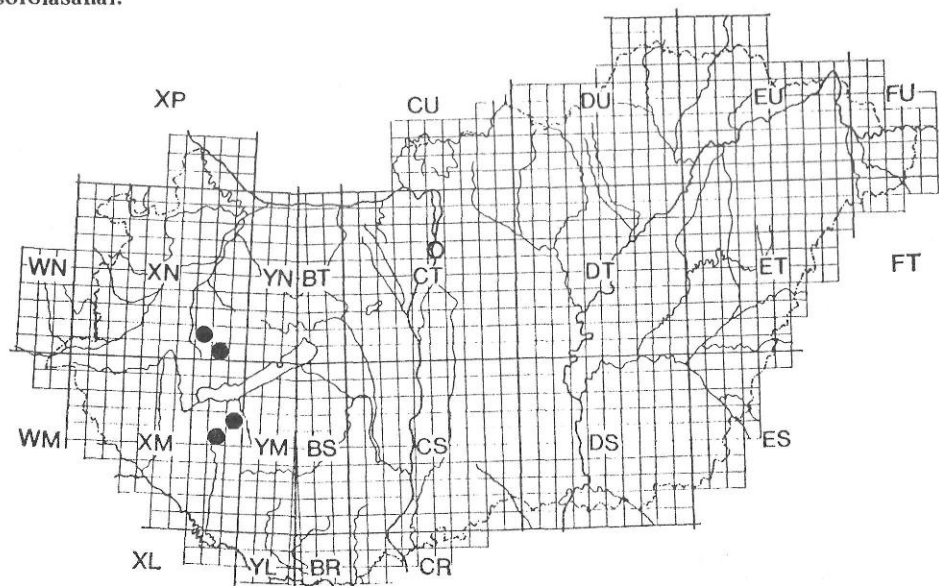 sorolásánál.
XP CU DU EU FU
WN XN YN BT CT DT ET FT
WM XM YM BS CS DS ES
XL YL BR CR